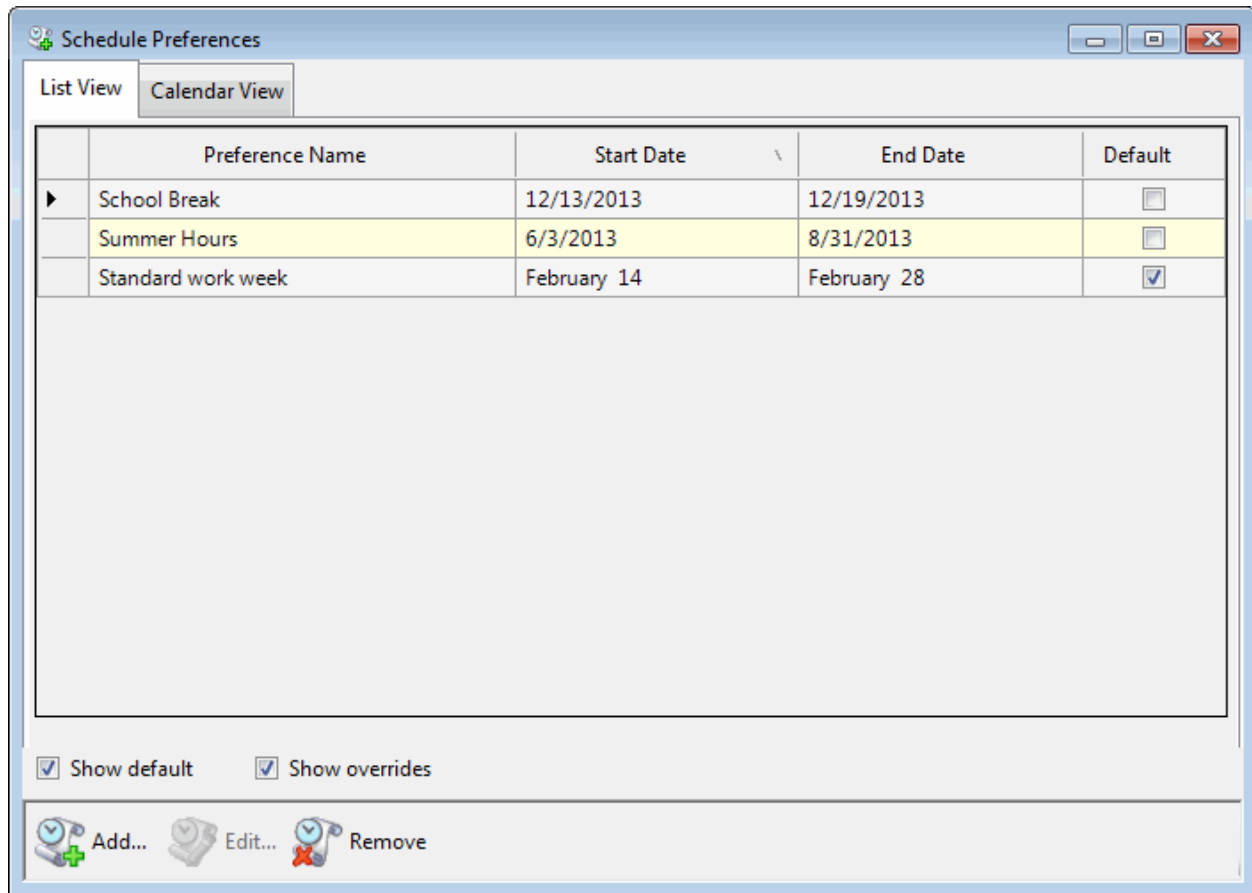 Schedule Preferences
List View Calendar View
Preference Name Start Date End Date Default
School Break 12/13/2013 12/19/2013
Summer Hours 6/3/2013 8/31/2013
Standard work week February 14 February 28
Show default Show overrides
Add... Edit... Remove